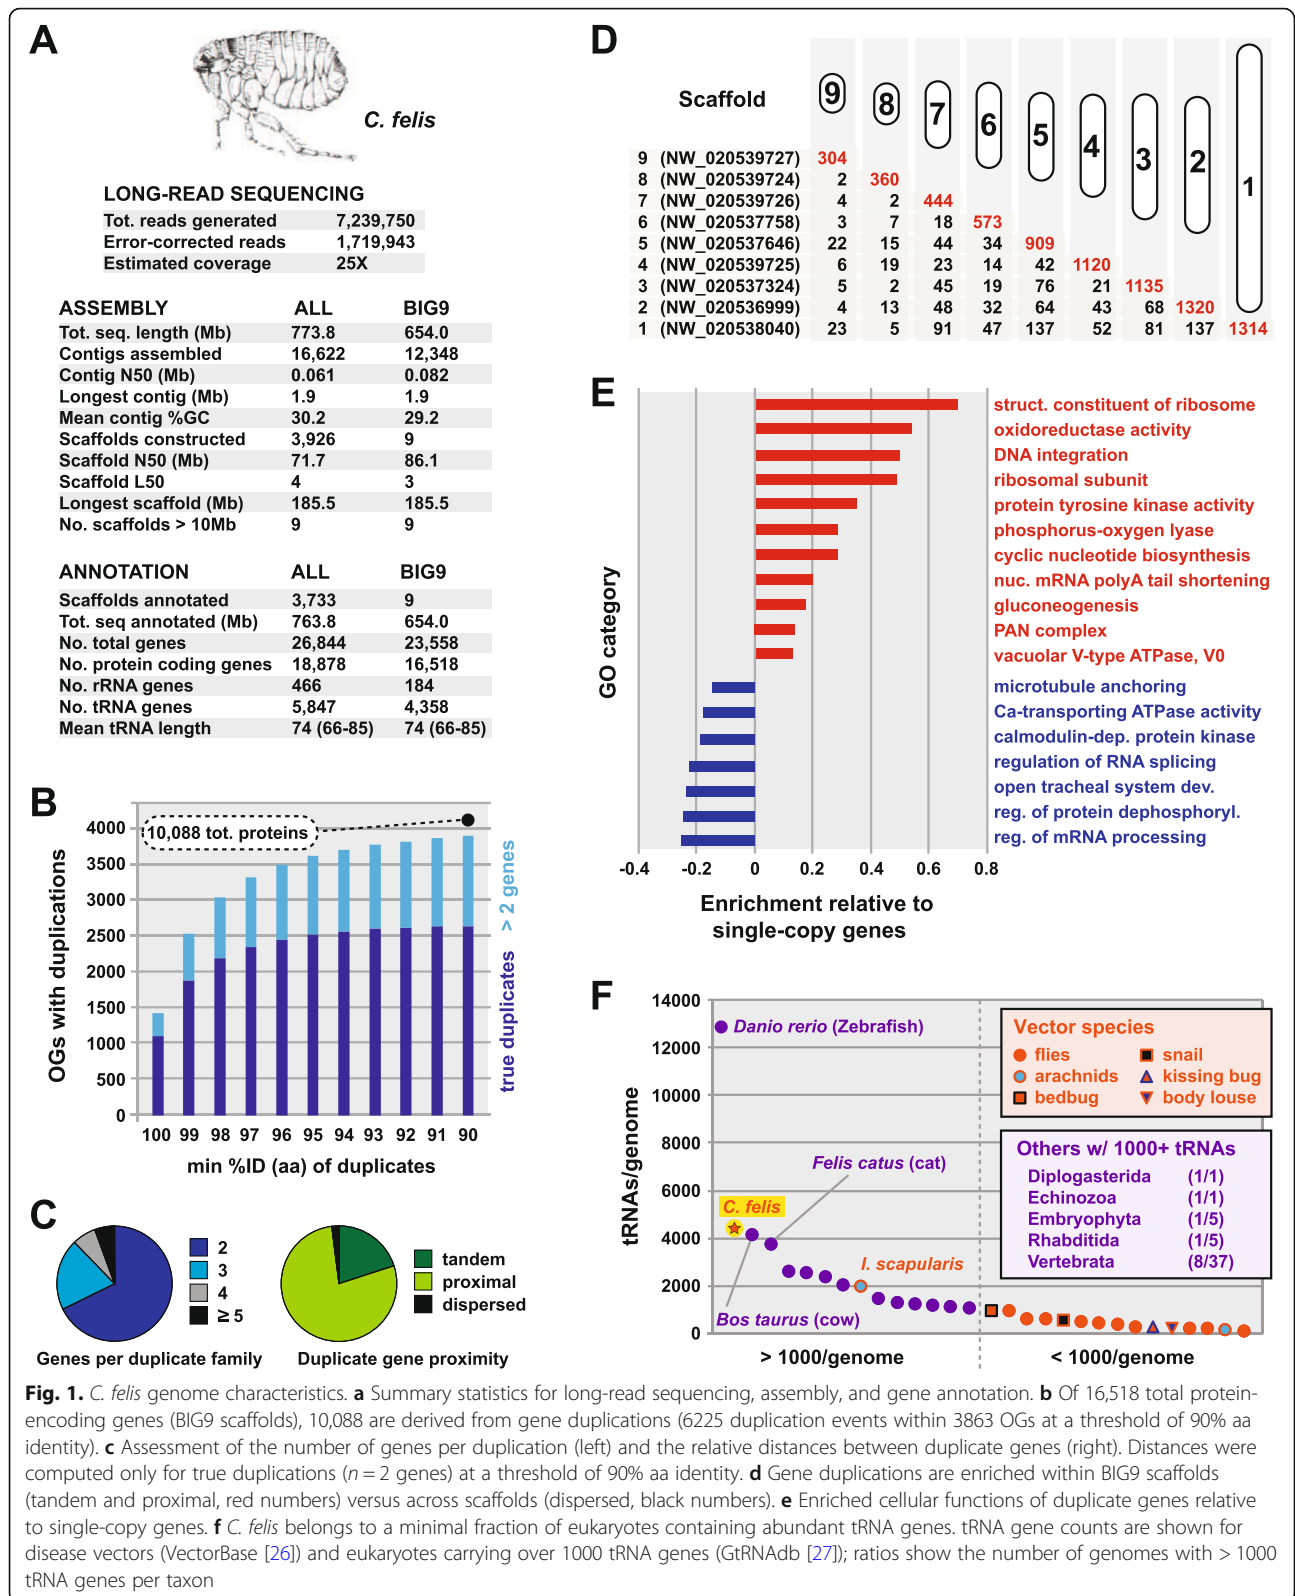 A
C. felis
LONG-READ SEQUENCING
Tot. reads generated 7,239,750
Error-corrected reads 1,719,943
Estimated coverage 25X
ASSEMBLY ALL BIG9
Tot. seq. length (Mb) 773.8 654.0
Contigs assembled 16,622 12,348
Contig N50 (Mb) 0.061 0.082
Longest contig (Mb) 1.9 1.9
Mean contig %GC 30.2 29.2
Scaffolds constructed 3,926 9
Scaffold N50 (Mb) 71.7 86.1
Scaffold L50 4 3
Longest scaffold (Mb) 185.5 185.5
No. scaffolds > 10Mb 9 9
ANNOTATION ALL BIG9
Scaffolds annotated 3,733 9
Tot. seq annotated (Mb) 763.8 654.0
No. total genes 26,844 23,558
No. protein coding genes 18,878 16,518
No. rRNA genes 466 184
No. tRNA genes 5,847 4,358
Mean tRNA length 74 (66-85) 74 (66-85)
B
OGs with duplications
4000
3500
3000
2500
2000
1500
1000
500
0
10,088 tot. proteins
true duplicates > 2 genes
100 99 98 97 96 95 94 93 92 91 90
min %ID (aa) of duplicates
C
2
3
4
≥ 5
Genes per duplicate family
tandem
proximal
dispersed
Duplicate gene proximity
D
Scaffold
9 8 7 6 5 4 3 2 1
9 (NW_020539727) 304
8 (NW_020539724) 2 360
7 (NW_020539726) 4 2 444
6 (NW_020537758) 3 7 18 573
5 (NW_020537646) 22 15 44 34 909
4 (NW_020539725) 6 19 23 14 42 1120
3 (NW_020537324) 5 2 45 19 76 21 1135
2 (NW_020536999) 4 13 48 32 64 43 68 1320
1 (NW_020538040) 23 5 91 47 137 52 81 137 1314
E
GO category
struct. constituent of ribosome
oxidoreductase activity
DNA integration
ribosomal subunit
protein tyrosine kinase activity
phosphorus-oxygen lyase
cyclic nucleotide biosynthesis
nuc. mRNA polyA tail shortening
gluconeogenesis
PAN complex
vacuolar V-type ATPase, V0
microtubule anchoring
Ca-transporting ATPase activity
calmodulin-dep. protein kinase
regulation of RNA splicing
open tracheal system dev.
reg. of protein dephosphoryl.
reg. of mRNA processing
-0.4 -0.2 0 0.2 0.4 0.6 0.8
Enrichment relative to
single-copy genes
F
tRNAs/genome
14000
12000
10000
8000
6000
4000
2000
0
Danio rerio (Zebrafish)
Felis catus (cat)
C. felis
I. scapularis
Bos taurus (cow)
Vector species
flies snail
arachnids kissing bug
bedbug body louse
Others w/ 1000+ tRNAs
Diplogasterida (1/1)
Echinozoa (1/1)
Embryophyta (1/5)
Rhabditida (1/5)
Vertebrata (8/37)
> 1000/genome < 1000/genome
Fig. 1. C. felis genome characteristics. a Summary statistics for long-read sequencing, assembly, and gene annotation. b Of 16,518 total protein-
encoding genes (BIG9 scaffolds), 10,088 are derived from gene duplications (6225 duplication events within 3863 OGs at a threshold of 90% aa
identity). c Assessment of the number of genes per duplication (left) and the relative distances between duplicate genes (right). Distances were
computed only for true duplications (n = 2 genes) at a threshold of 90% aa identity. d Gene duplications are enriched within BIG9 scaffolds
(tandem and proximal, red numbers) versus across scaffolds (dispersed, black numbers). e Enriched cellular functions of duplicate genes relative
to single-copy genes. f C. felis belongs to a minimal fraction of eukaryotes containing abundant tRNA genes. tRNA gene counts are shown for
disease vectors (VectorBase [26]) and eukaryotes carrying over 1000 tRNA genes (GtRNAdb [27]); ratios show the number of genomes with > 1000
tRNA genes per taxon